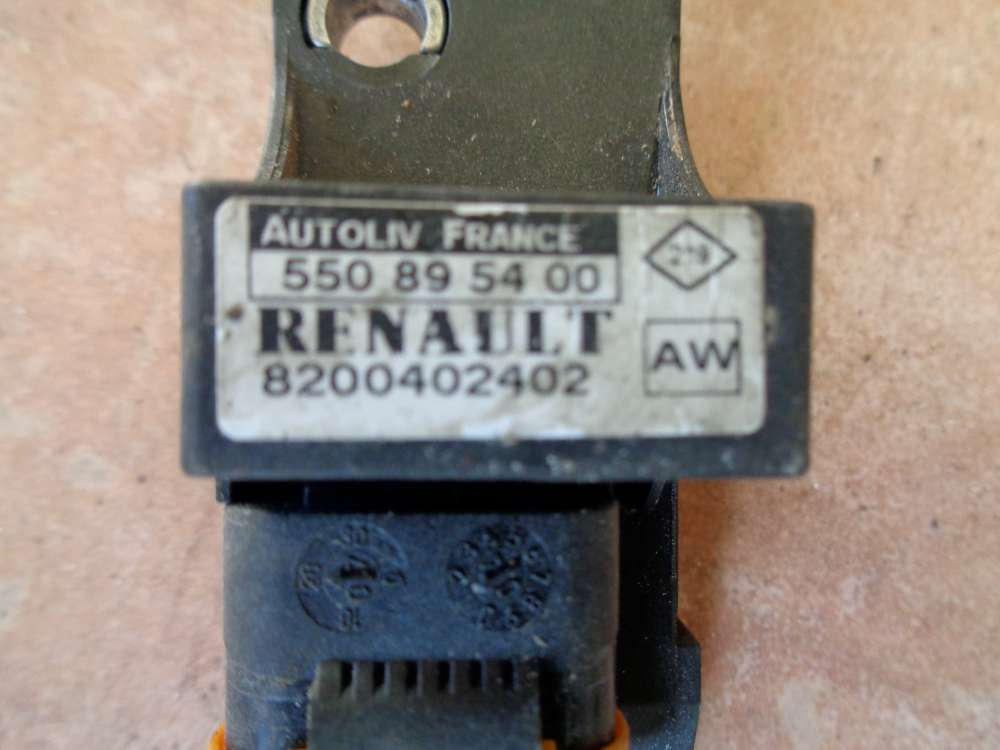 AUTOLIV FRANCE
550 89 54 00
RENAULT
8200402402
AW